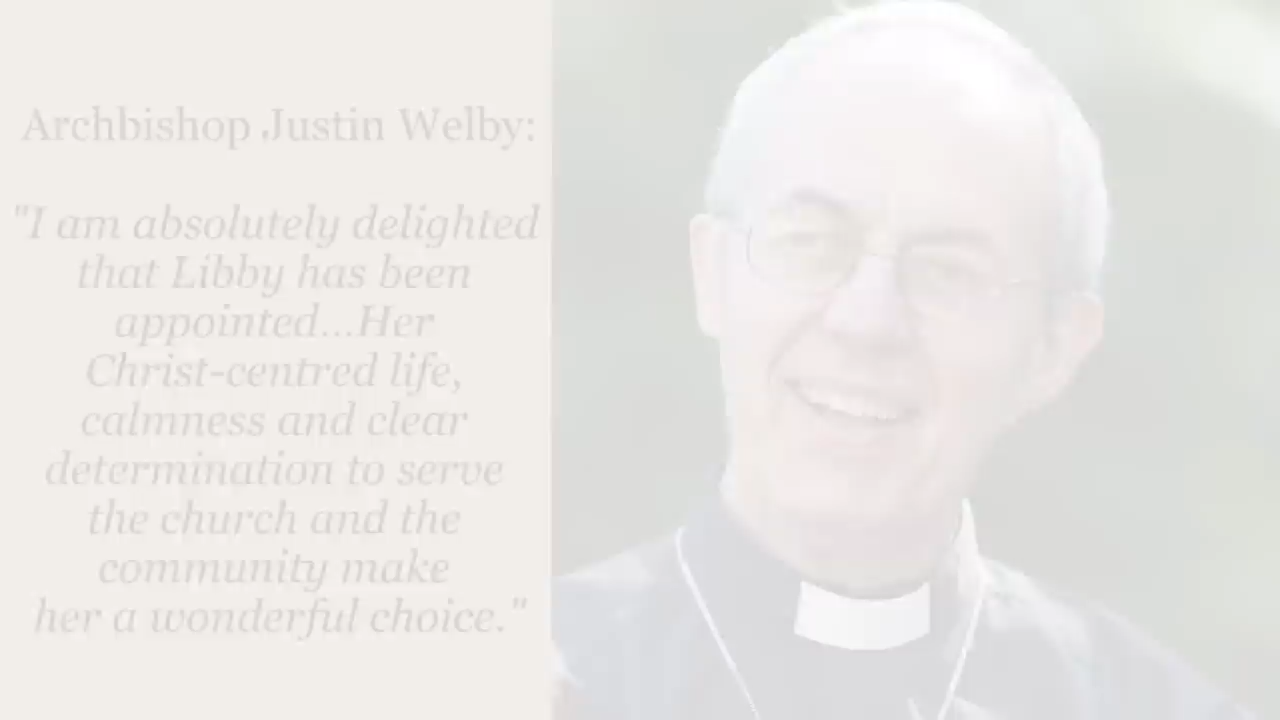 Archbishop Justin Welby:
"I am absolutely delighted
that Libby has been
appointed...Her
Christ-centred life,
calmness and clear
determination to serve
the church and the
community make
her a wonderful choice."